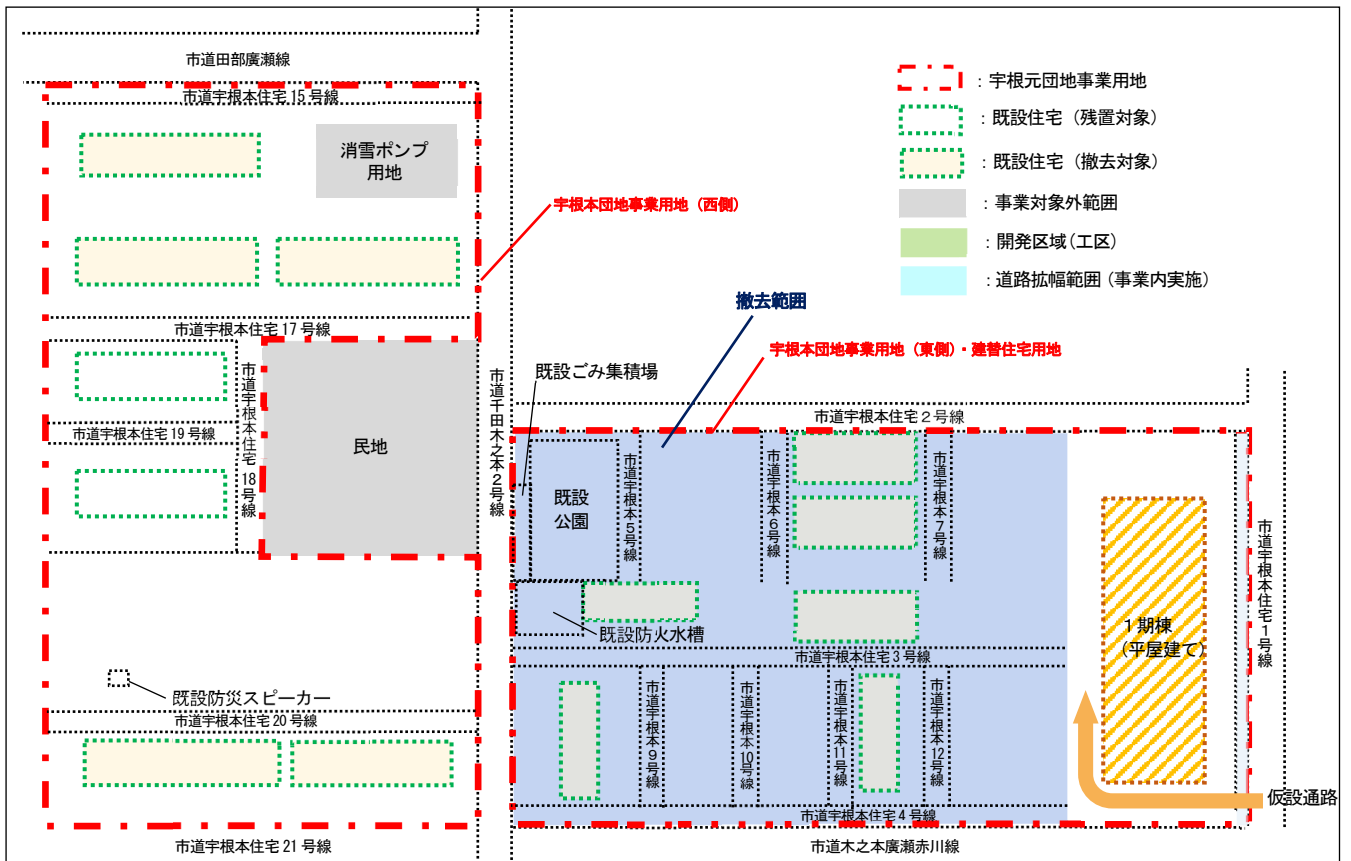 市道田部廣瀬線
市道宇根本住宅15号線
消雪ポンプ
用地
：宇根元団地事業用地
：既設住宅（残置対象）
：既設住宅（撤去対象）
：事業対象外範囲
：開発区域(工区)
：道路拡幅範囲（事業内実施）
宇根本団地事業用地（西側）
撤去範囲
宇根本団地事業用地（東側）・建替住宅用地
市道宇根本住宅17号線
市道宇根本住宅18号線
市道宇根本住宅19号線
民地
市道千田木之本2号線
既設ごみ集積場
市道宇根本住宅2号線
既設
公園
市道宇根本5号線
市道宇根本6号線
市道宇根本7号線
市道宇根本住宅1号線
既設防火水槽
1期棟
（平屋建て）
市道宇根本住宅3号線
既設防災スピーカー
市道宇根本住宅20号線
市道宇根本9号線
市道宇根本10号線
市道宇根本11号線
市道宇根本12号線
仮設通路
市道宇根本住宅4号線
市道宇根本住宅21号線
市道木之本廣瀬赤川線